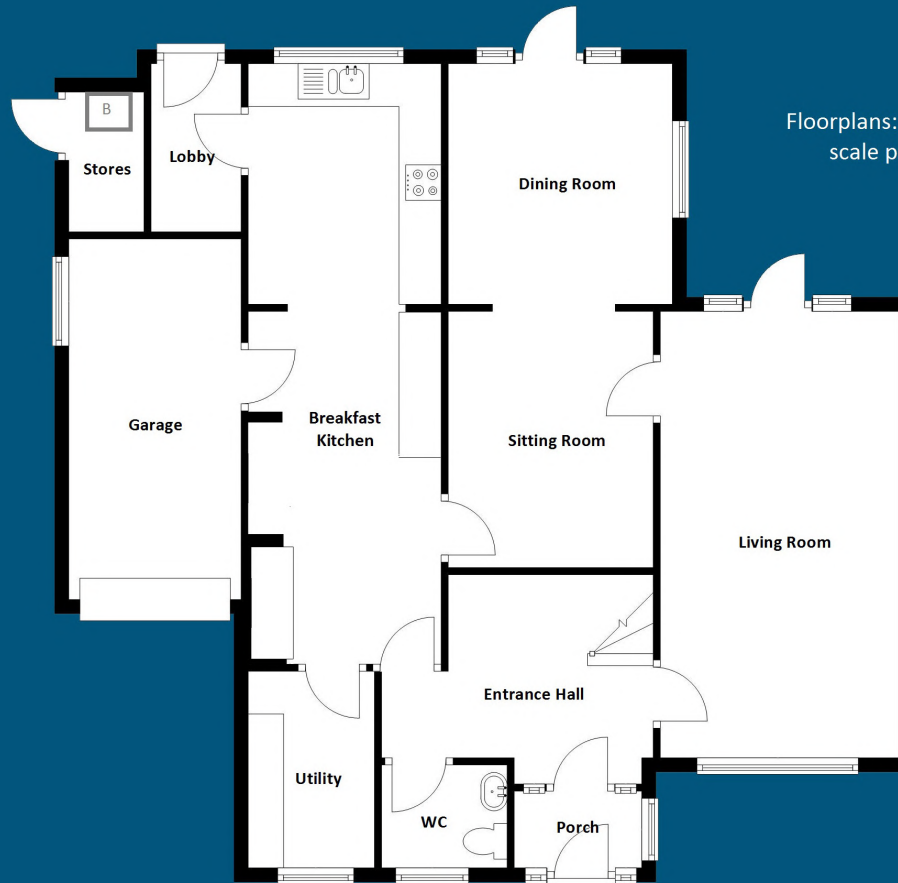 B
Stores
Lobby
Floorplans:
scale p
Dining Room
Garage
Breakfast
Kitchen
Sitting Room
Living Room
Entrance Hall
Utility
WC
Porch